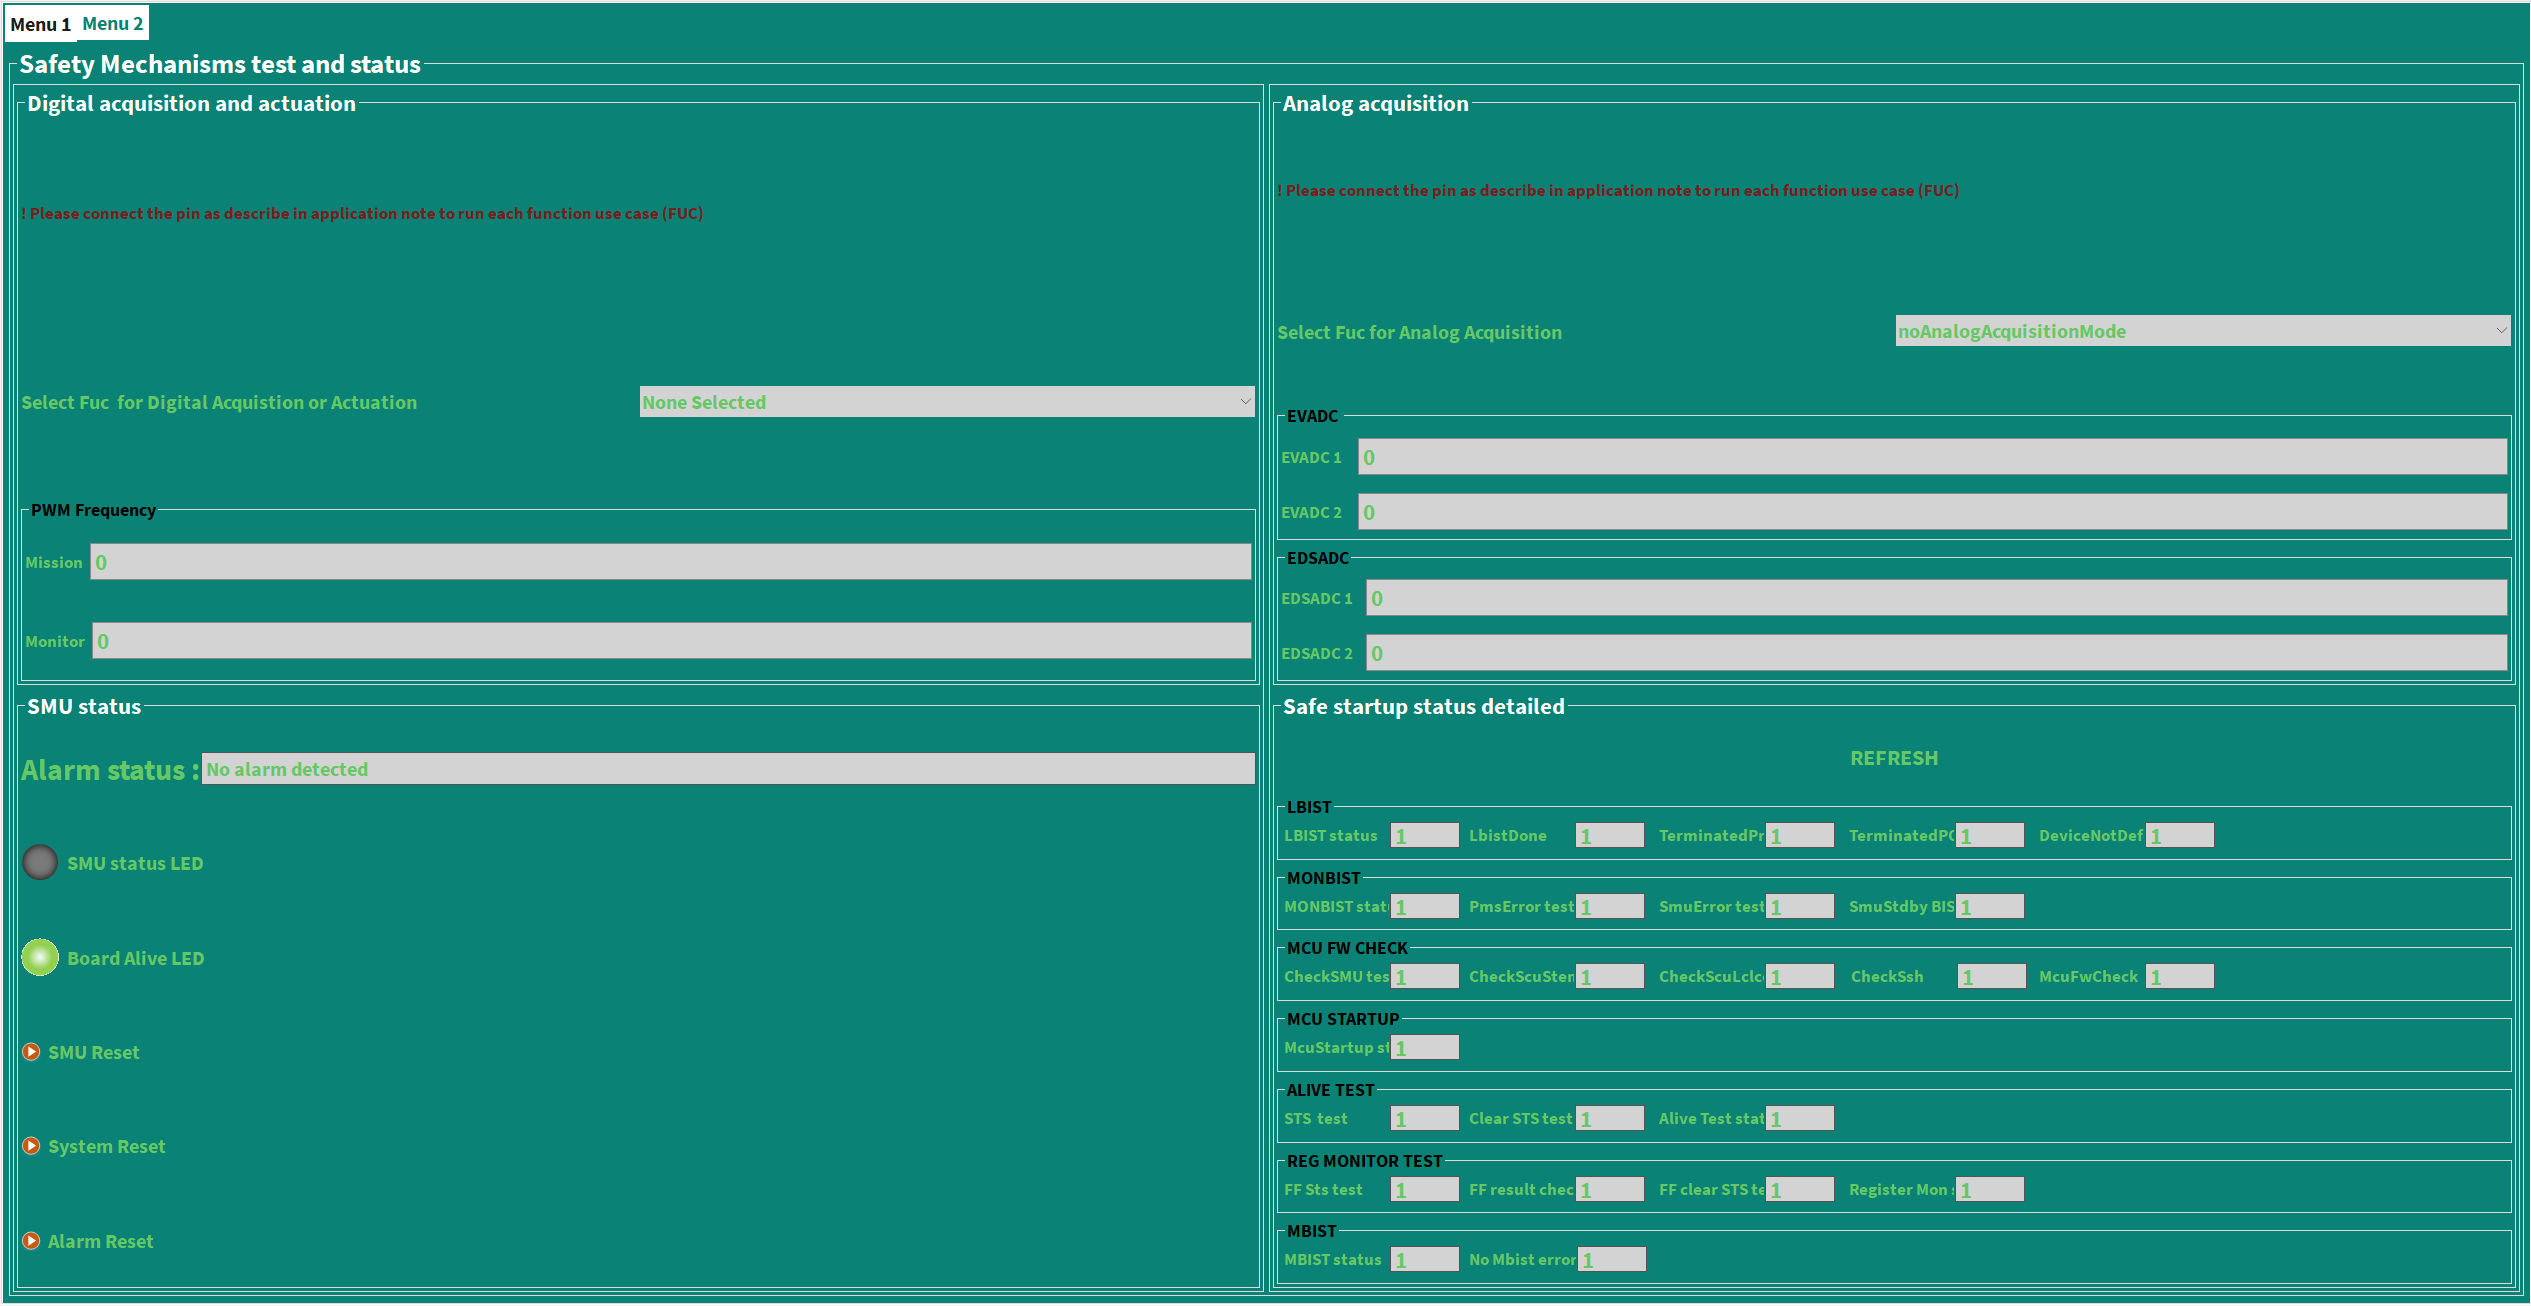 Menu 1 Menu 2
Safety Mechanisms test and status
Digital acquisition and actuation
! Please connect the pin as describe in application note to run each function use case (FUC)
Select Fuc  for Digital Acquistion or Actuation None Selected
PWM Frequency
Mission 0
Monitor 0
Analog acquisition
! Please connect the pin as describe in application note to run each function use case (FUC)
Select Fuc for Analog Acquisition noAnalogAcquisitionMode
EVADC
EVADC 1 0
EVADC 2 0
EDSADC
EDSADC 1 0
EDSADC 2 0
SMU status
Alarm status : No alarm detected
SMU status LED
Board Alive LED
SMU Reset
System Reset
Alarm Reset
Safe startup status detailed
REFRESH
LBIST
LBIST status 1 LbistDone 1 TerminatedPr 1 TerminatedPO 1 DeviceNotDef 1
MONBIST
MONBIST stat 1 PmsError test 1 SmuError test 1 SmuStdby BIS 1
MCU FW CHECK
CheckSMU tes 1 CheckScuSten 1 CheckScuLclc 1 CheckSsh 1 McuFwCheck 1
MCU STARTUP
McuStartup st 1
ALIVE TEST
STS test 1 Clear STS test 1 Alive Test stat 1
REG MONITOR TEST
FF Sts test 1 FF result chec 1 FF clear STS te 1 Register Mon s 1
MBIST
MBIST status 1 No Mbist error 1